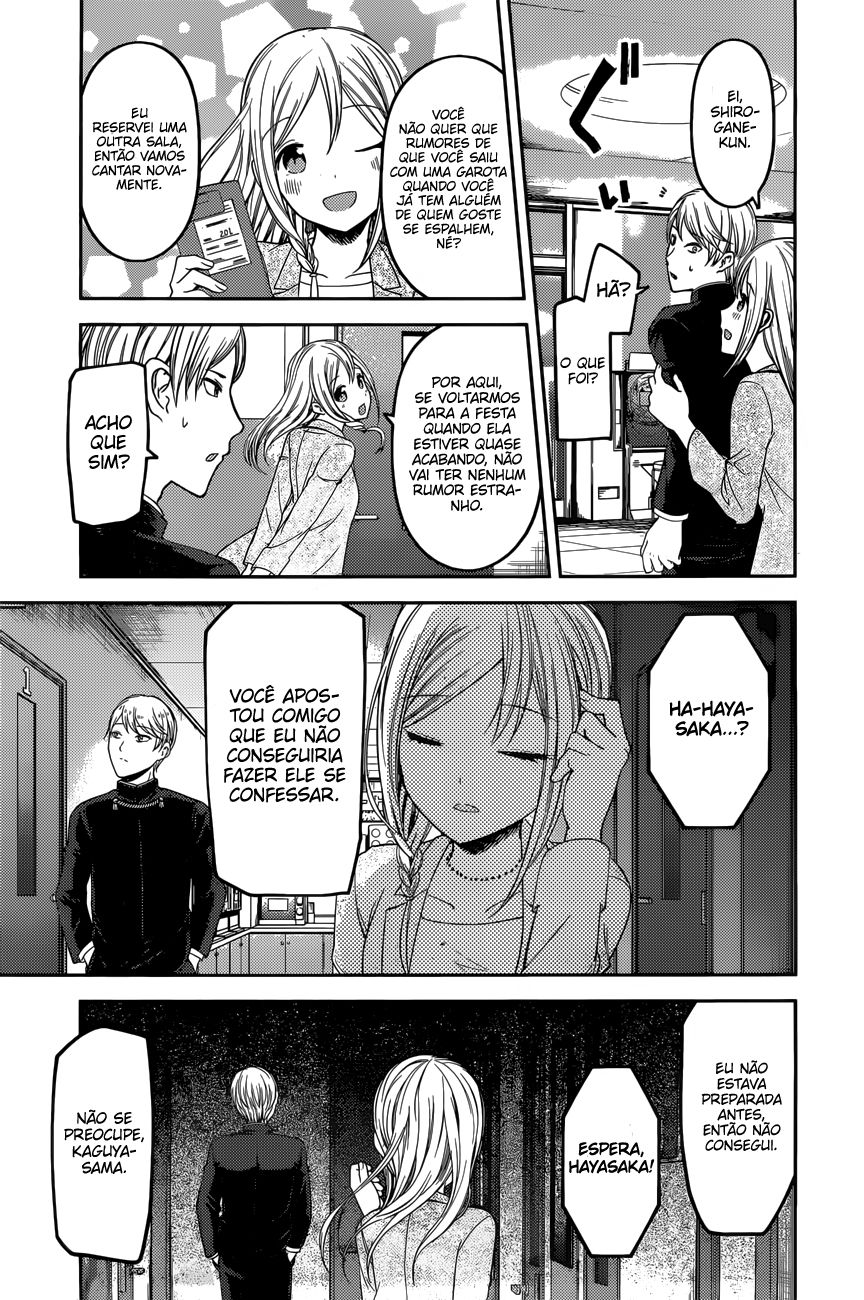 EI,
SHIRO-
GANE-
KUN.
ぐ
い
HÃ?
O QUE
FOI?
VOCÊ
NÃO QUER QUE
RUMORES
DE QUE VOCÊ SAIU
COM UMA GAROTA
QUANDO VOCÊ
JÁ TEM ALGUÉM
DE QUEM GOSTE
SE ESPALHEM,
NÉ?
EU
RESERVEI UMA
OUTRA SALA,
ENTÃO VAMOS
CANTAR NOVA-
MENTE.
201
POR AQUI,
SE VOLTARMOS
PARA A FESTA
QUANDO ELA
ESTIVER QUASE
ACABANDO, NÃO
VAI TER NENHUM
RUMOR ESTRA-
NHO.
ACHO
QUE
SIM?
HA-HAYA-
SAKA...?
VOCÊ APOS-
TOU COMIGO
QUE EU NÃO
CONSEGUIRIA
FAZER ELE SE
CONFESSAR.
1
EU NÃO
ESTAVA
PREPARADA
ANTES,
ENTÃO NÃO
CONSEGUI.
ESPERA,
HAYASAKA!
NÃO SE
PREOCUPE,
KAGUYA-
SAMA.